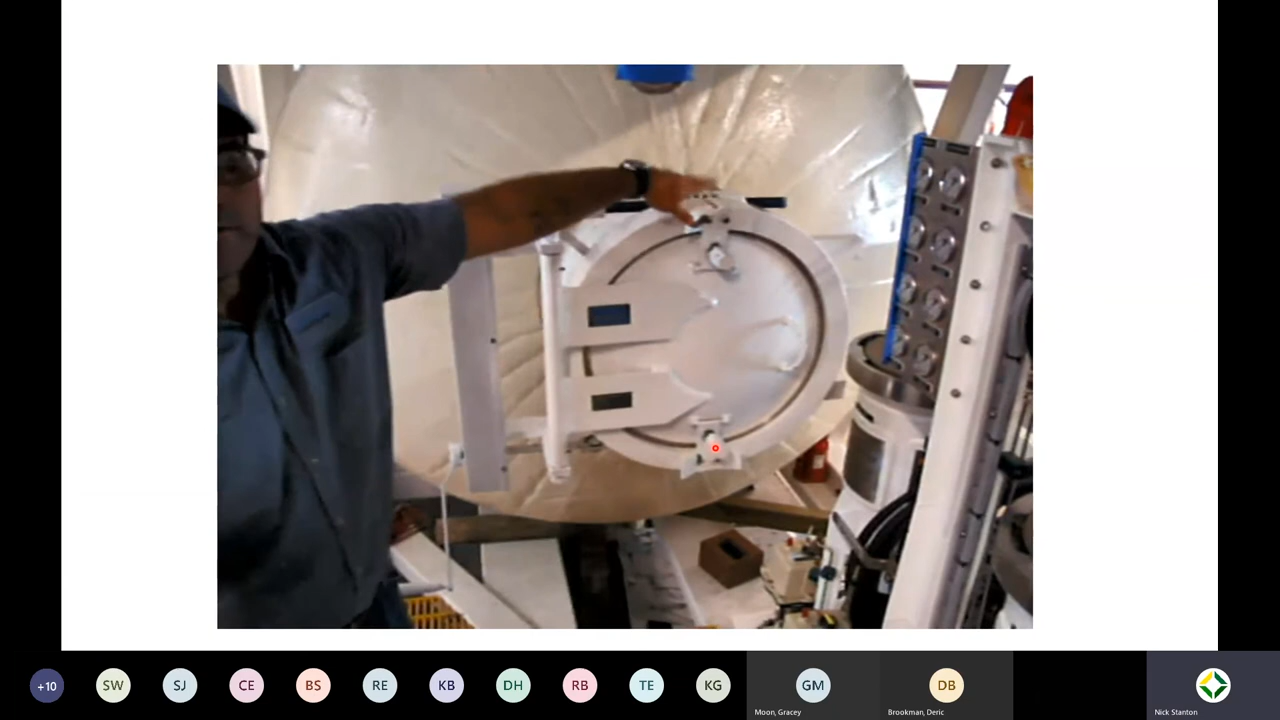 +10
SW
SJ
CE
BS
RE
KB
DH
RB
TE
KG
GM
Moon, Gracey
DB
Brookman, Deric
Nick Stanton